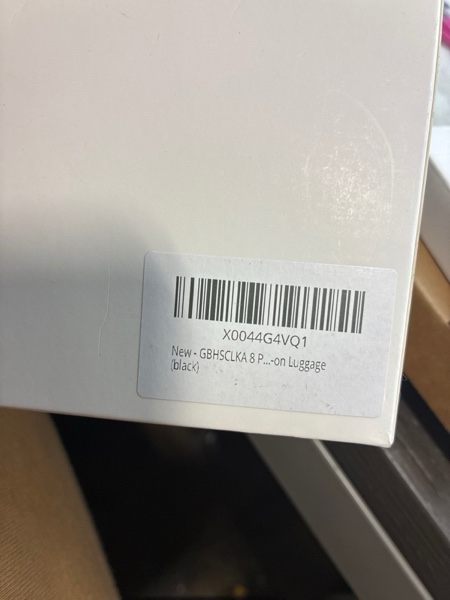 X0044G4VQ1
New - GBHSCLKA 8 P...-on Luggage
(black)